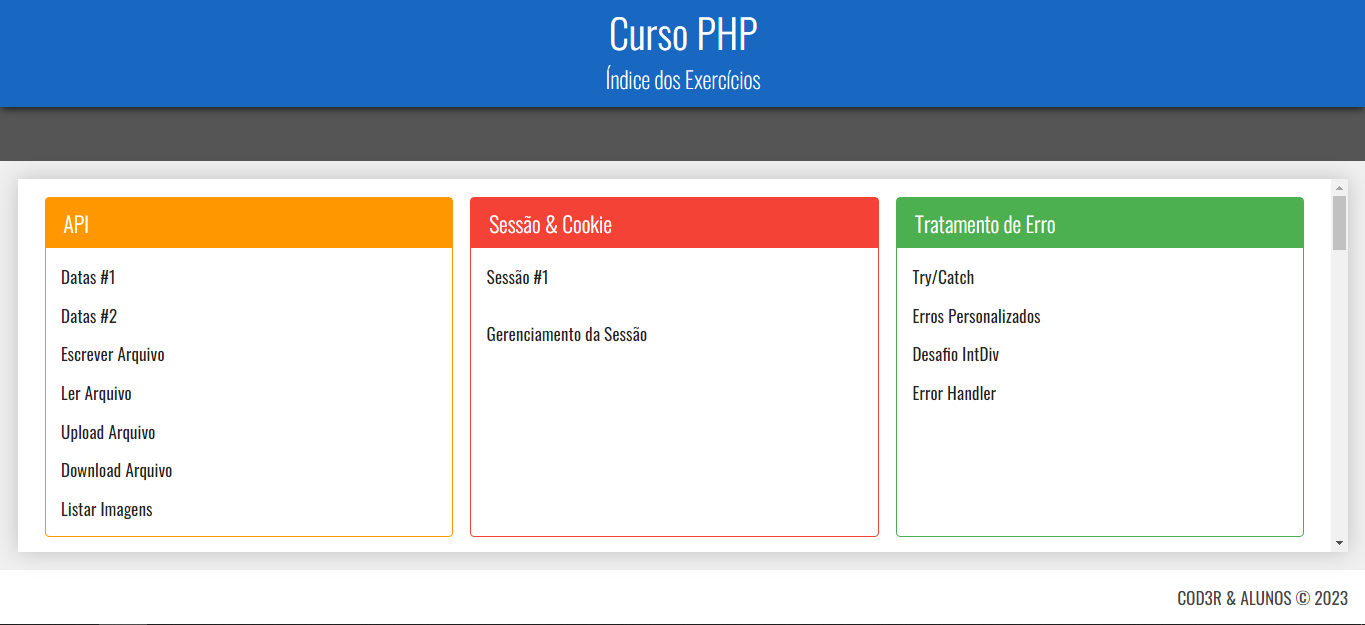 Curso PHP
Índice dos Exercícios
API
Datas #1
Datas #2
Escrever Arquivo
Ler Arquivo
Upload Arquivo
Download Arquivo
Listar Imagens
Sessão & Cookie
Sessão #1
Gerenciamento da Sessão
Tratamento de Erro
Try/Catch
Erros Personalizados
Desafio IntDiv
Error Handler
COD3R & ALUNOS © 2023